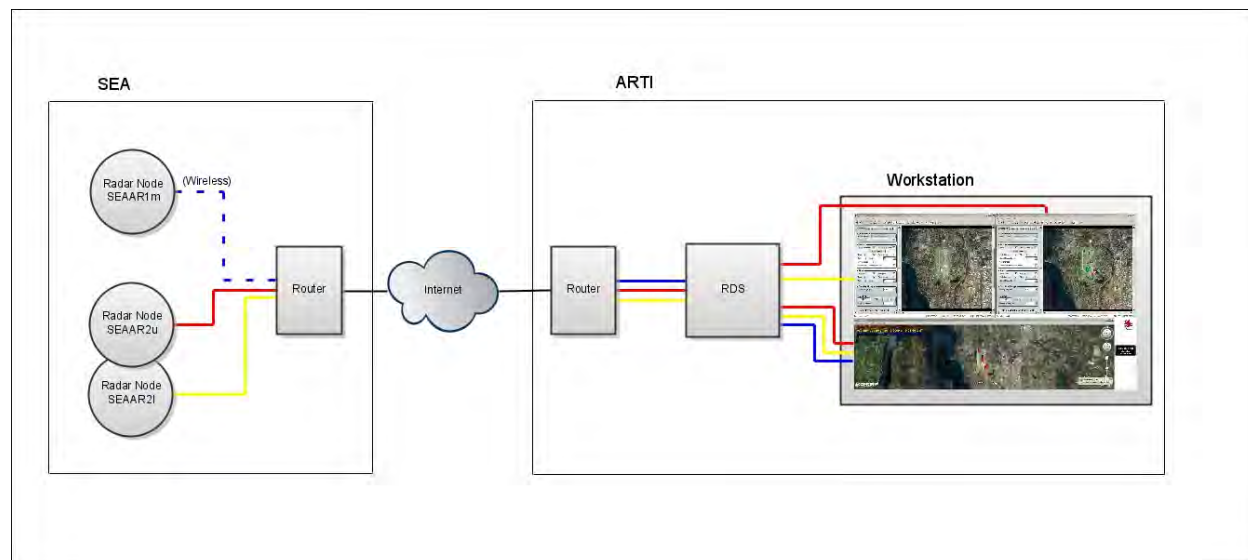 SEA
ARTI
Radar Node
SEAAR1m
(Wireless)
Workstation
Router
Internet
Router
RDS
Radar Node
SEAAR2u
Radar Node
SEAAR2l